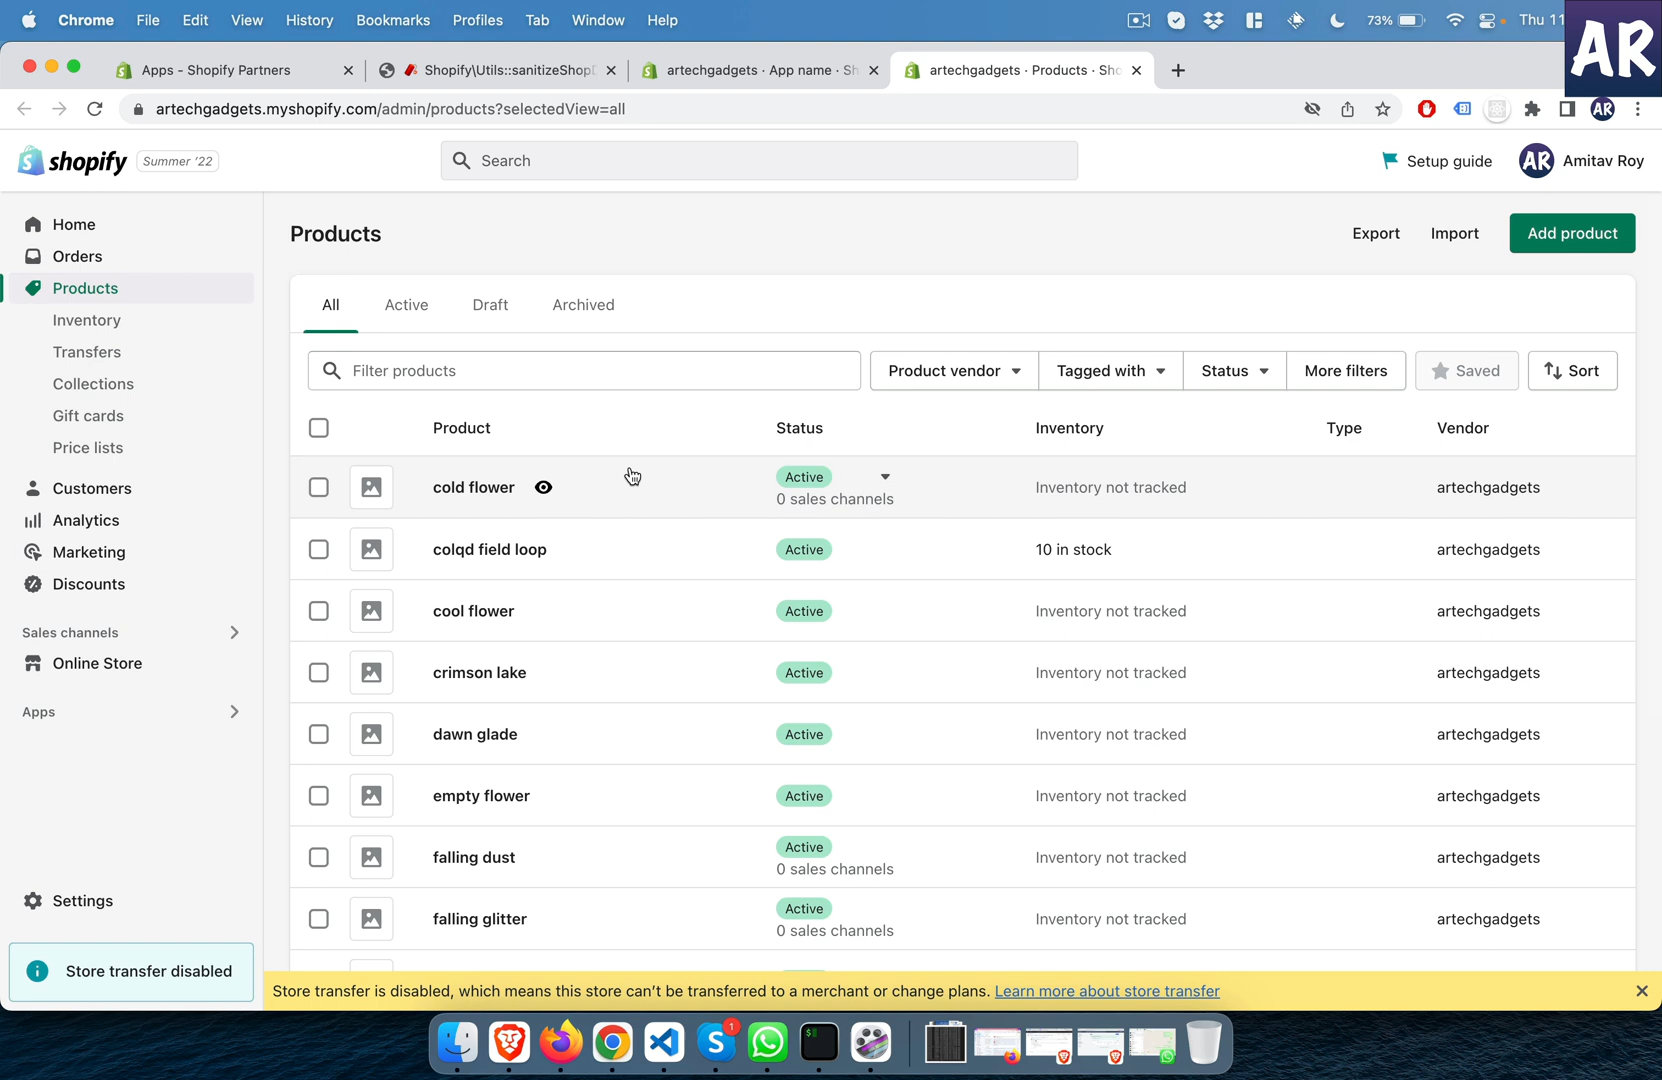 Chrome File Edit View History Bookmarks Profiles Tab Window Help 73% Thu 11
AR
Apps - Shopify Partners
Shopify\Utils::sanitizeShop
artechgadgets · App name · Sh
artechgadgets · Products · Sho
artechgadgets.myshopify.com/admin/products?selectedView=all
AR
shopify Summer '22
Search
Setup guide
AR Amitav Roy
Home
Orders
Products
Inventory
Transfers
Collections
Gift cards
Price lists
Customers
Analytics
Marketing
Discounts
Sales channels
Online Store
Apps
Settings
Store transfer disabled
Products
Export Import Add product
All Active Draft Archived
Filter products
Product vendor Tagged with Status More filters Saved Sort
Product Status Inventory Type Vendor
cold flower Active Inventory not tracked artechgadgets
0 sales channels
colqd field loop Active 10 in stock artechgadgets
cool flower Active Inventory not tracked artechgadgets
crimson lake Active Inventory not tracked artechgadgets
dawn glade Active Inventory not tracked artechgadgets
empty flower Active Inventory not tracked artechgadgets
falling dust Active Inventory not tracked artechgadgets
0 sales channels
falling glitter Active Inventory not tracked artechgadgets
0 sales channels
Store transfer is disabled, which means this store can't be transferred to a merchant or change plans. Learn more about store transfer
S 1